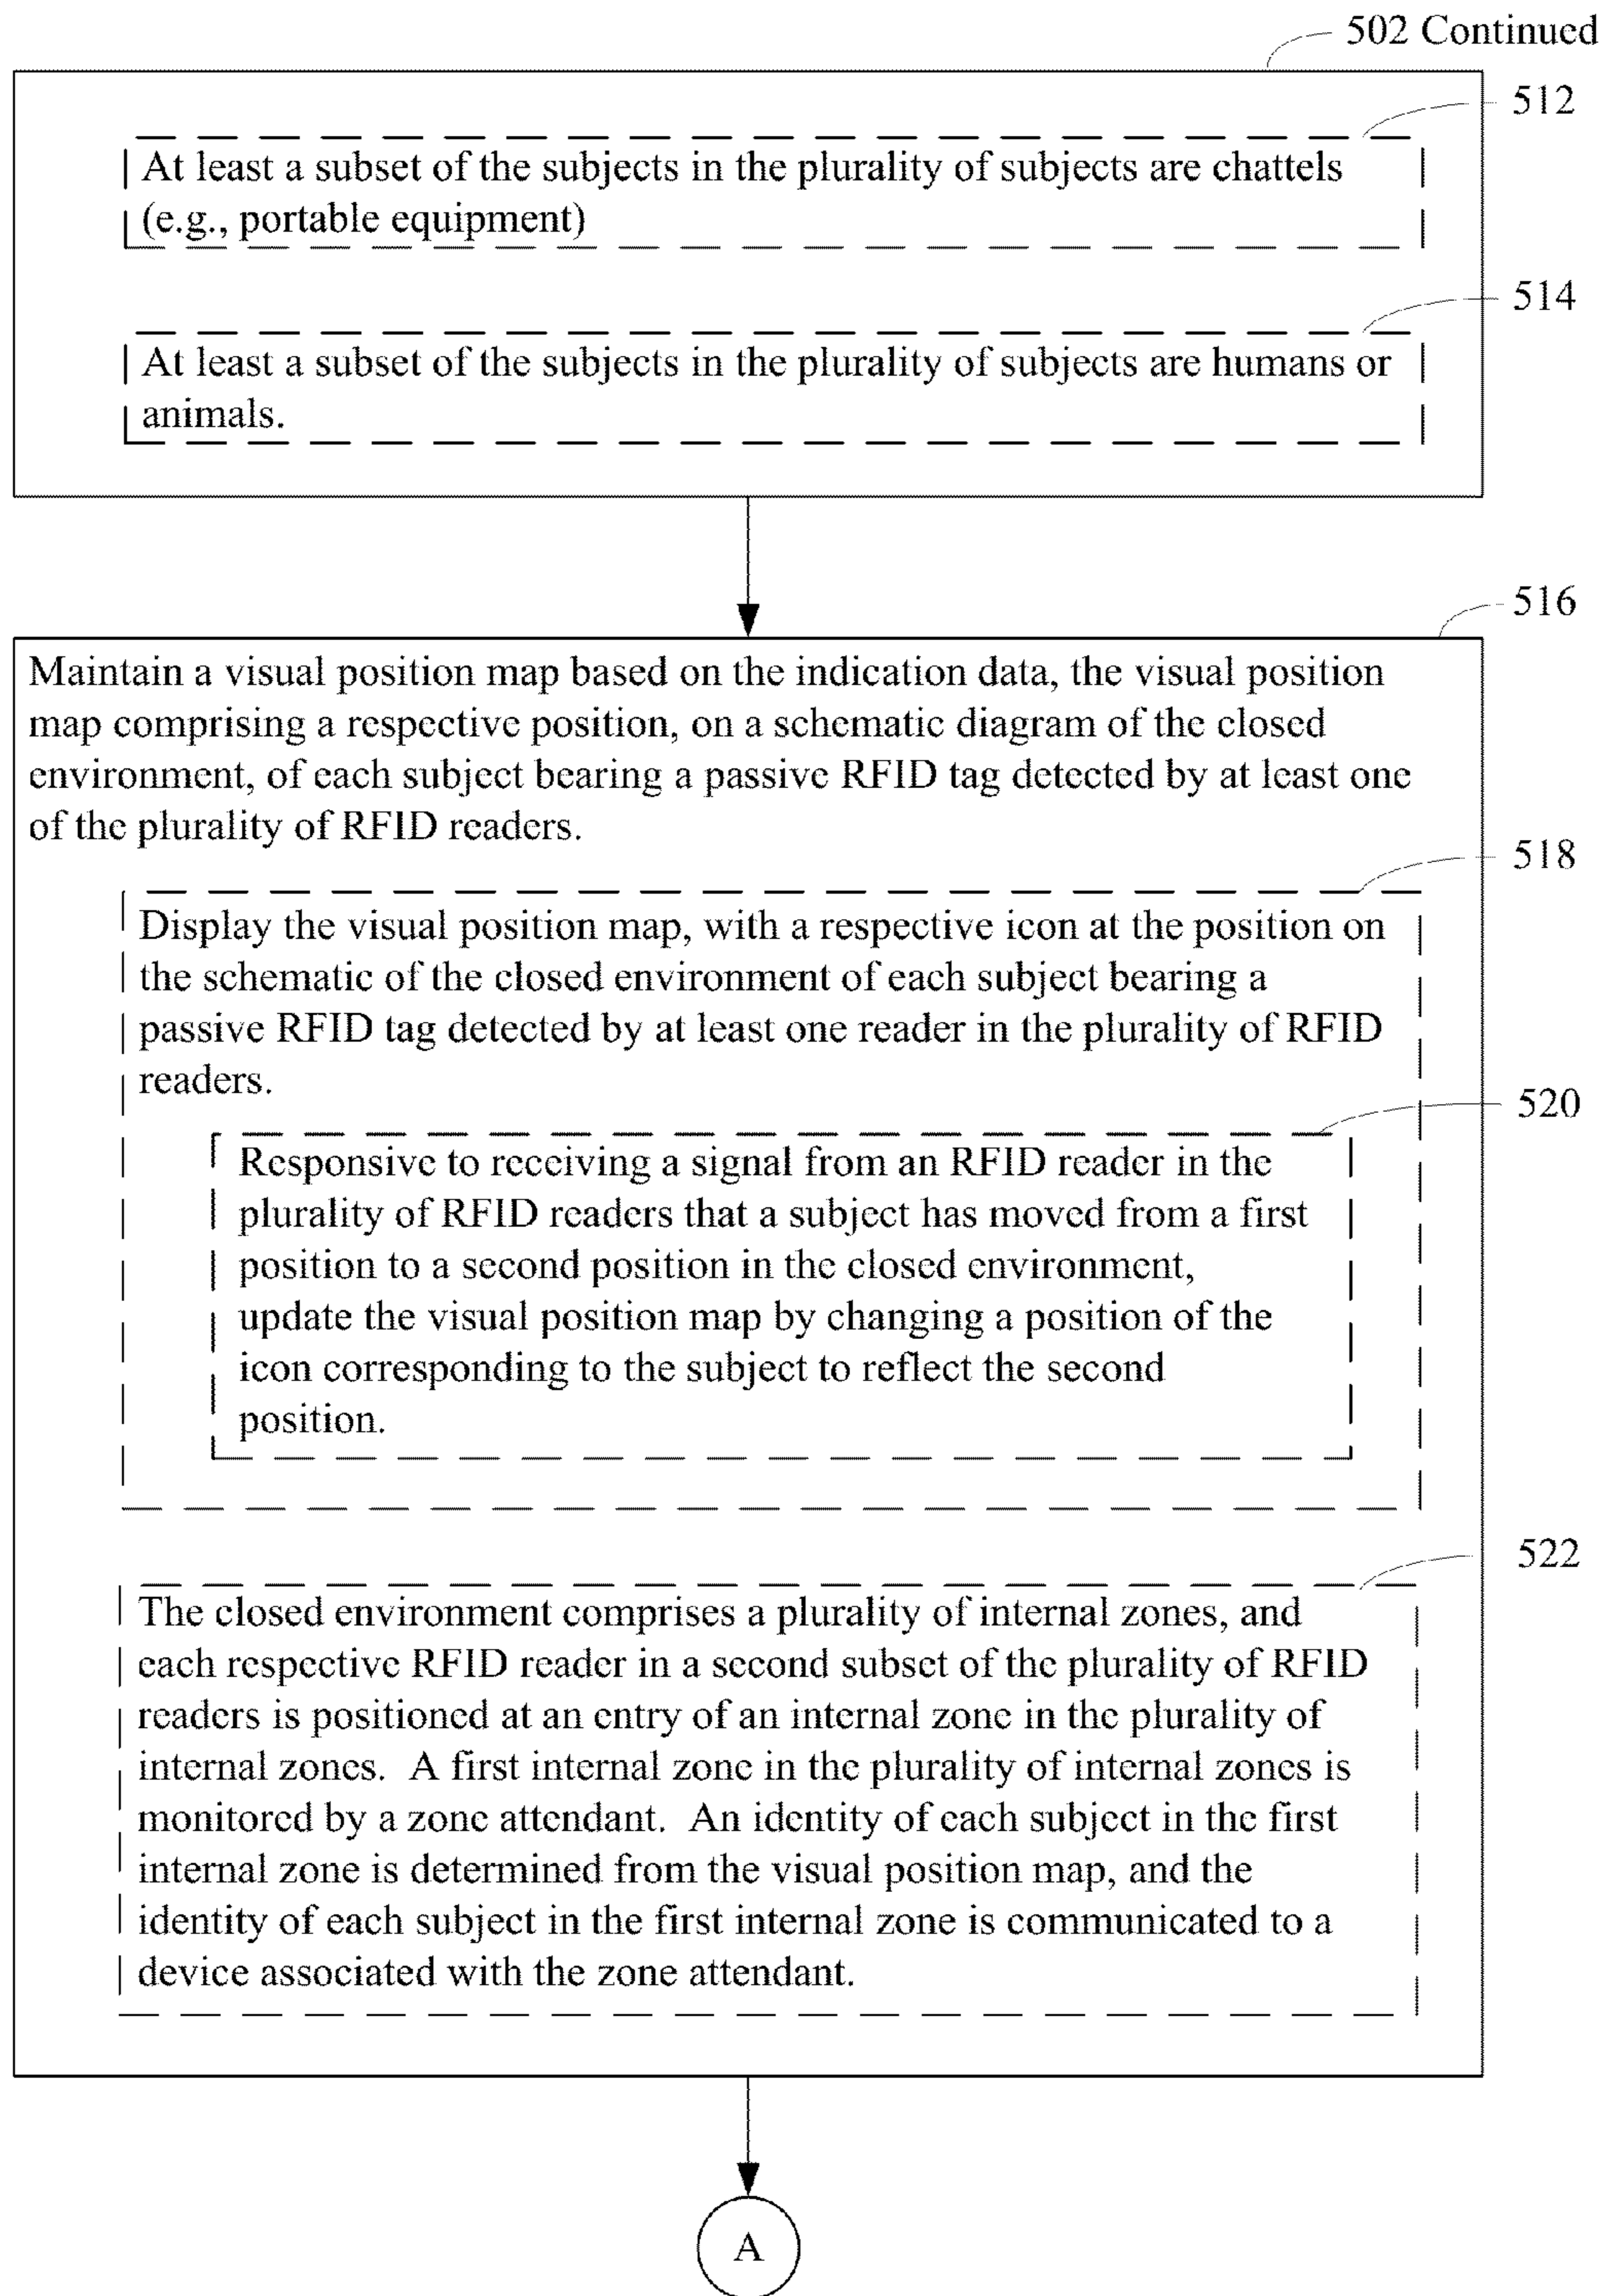 502 Continued
512
At least a subset of the subjects in the plurality of subjects are chattels
(e.g., portable equipment)
514
At least a subset of the subjects in the plurality of subjects are humans or
animals.
516
Maintain a visual position map based on the indication data, the visual position
map comprising a respective position, on a schematic diagram of the closed
environment, of each subject bearing a passive RFID tag detected by at least one
of the plurality of RFID readers.
518
Display the visual position map, with a respective icon at the position on
the schematic of the closed environment of each subject bearing a
passive RFID tag detected by at least one reader in the plurality of RFID
readers.
520
Responsive to receiving a signal from an RFID reader in the
plurality of RFID readers that a subject has moved from a first
position to a second position in the closed environment,
update the visual position map by changing a position of the
icon corresponding to the subject to reflect the second
position.
522
The closed environment comprises a plurality of internal zones, and
each respective RFID reader in a second subset of the plurality of RFID
readers is positioned at an entry of an internal zone in the plurality of
internal zones.  A first internal zone in the plurality of internal zones is
monitored by a zone attendant.  An identity of each subject in the first
internal zone is determined from the visual position map, and the
identity of each subject in the first internal zone is communicated to a
device associated with the zone attendant.
A